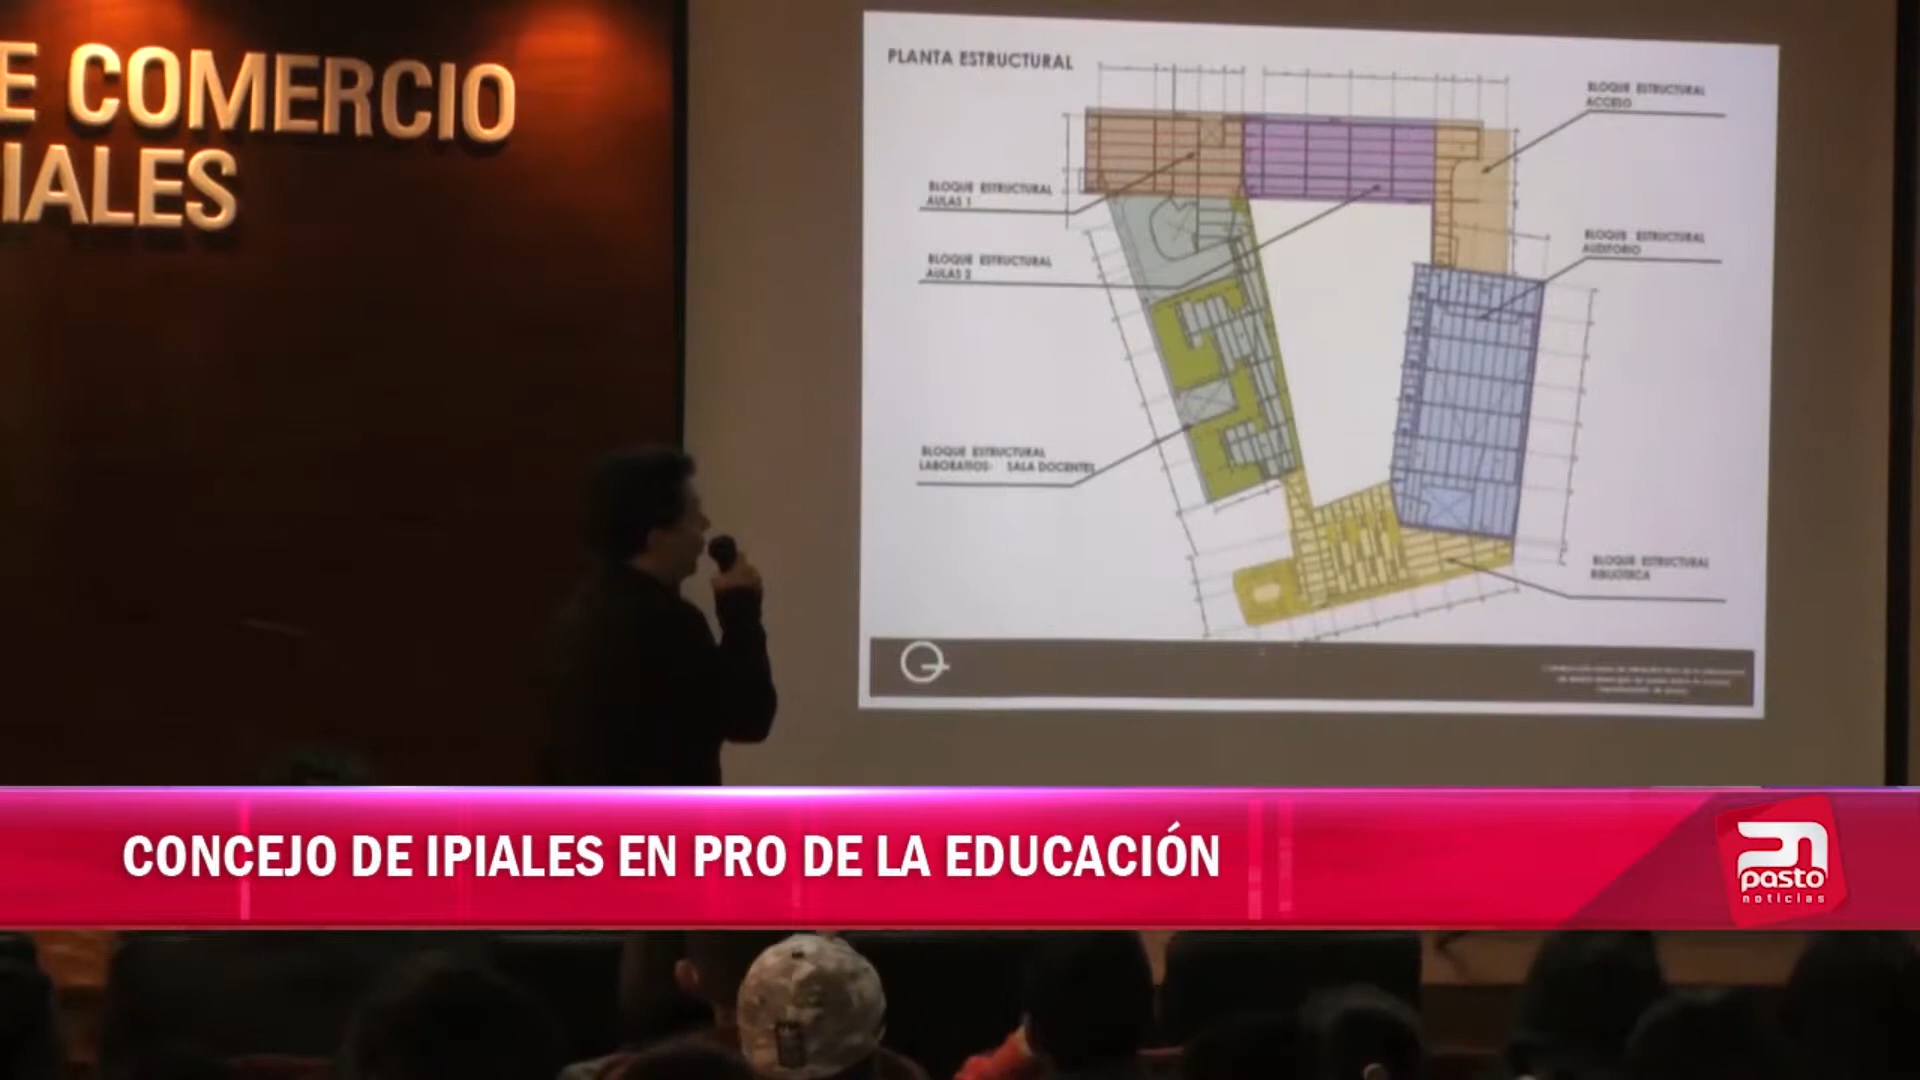 E COMERCIO
IALES
PLANTA ESTRUCTURAL
BLOQUE ESTRUCTURAL
ACCESO
BLOQUE ESTRUCTURAL
AULAS 1
BLOQUE ESTRUCTURAL
AUDITORIO
BLOQUE ESTRUCTURAL
AULAS 2
BLOQUE ESTRUCTURAL
LABORATIOS- SALA DOCENTES
BLOQUE ESTRUCTURAL
BIBLIOTECA
CONCEJO DE IPIALES EN PRO DE LA EDUCACIÓN
pasto
noticias